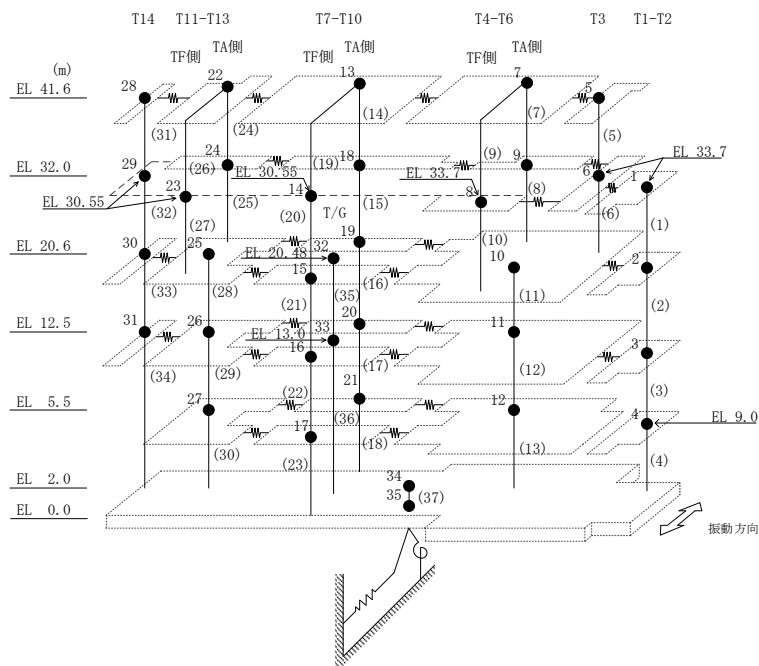 T14 T11-T13 T7-T10 T4-T6 T3 T1-T2
TF側 TA側 TF側 TA側 TF側 TA側
(m)
EL 41.6 28 22 13 7 5
(31) (24) (14) (7) (5)
EL 32.0 29 24 18 9 6 1
(26) EL 30.55 (19) EL 33.7 (9) EL 33.7
EL 30.55 23 14 8 (8)
(32) (25) (20) T/G (15) (6)
(27) (10) (1)
EL 20.6 30 25 EL 20.48 32 19 10 2
15
(33) (28) (35) (16) (11)
(21) (2)
EL 12.5 31 26 EL 13.0 33 20 11 3
16
(34) (29) (17) (12) (3)
EL 5.5 27 (22) 21 12 4 EL 9.0
(36)
17 (18) (13)
(30) (23) (4)
EL 2.0 34
35 (37)
EL 0.0
振動方向